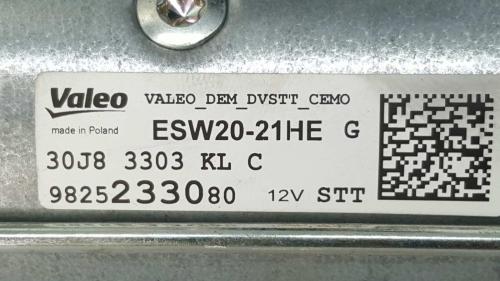 Valeo VALEO_DEM_DVSTT_CEMO
made in Poland ESW20-21HE G
30J8 3303 KL C
9825233080 12V STT